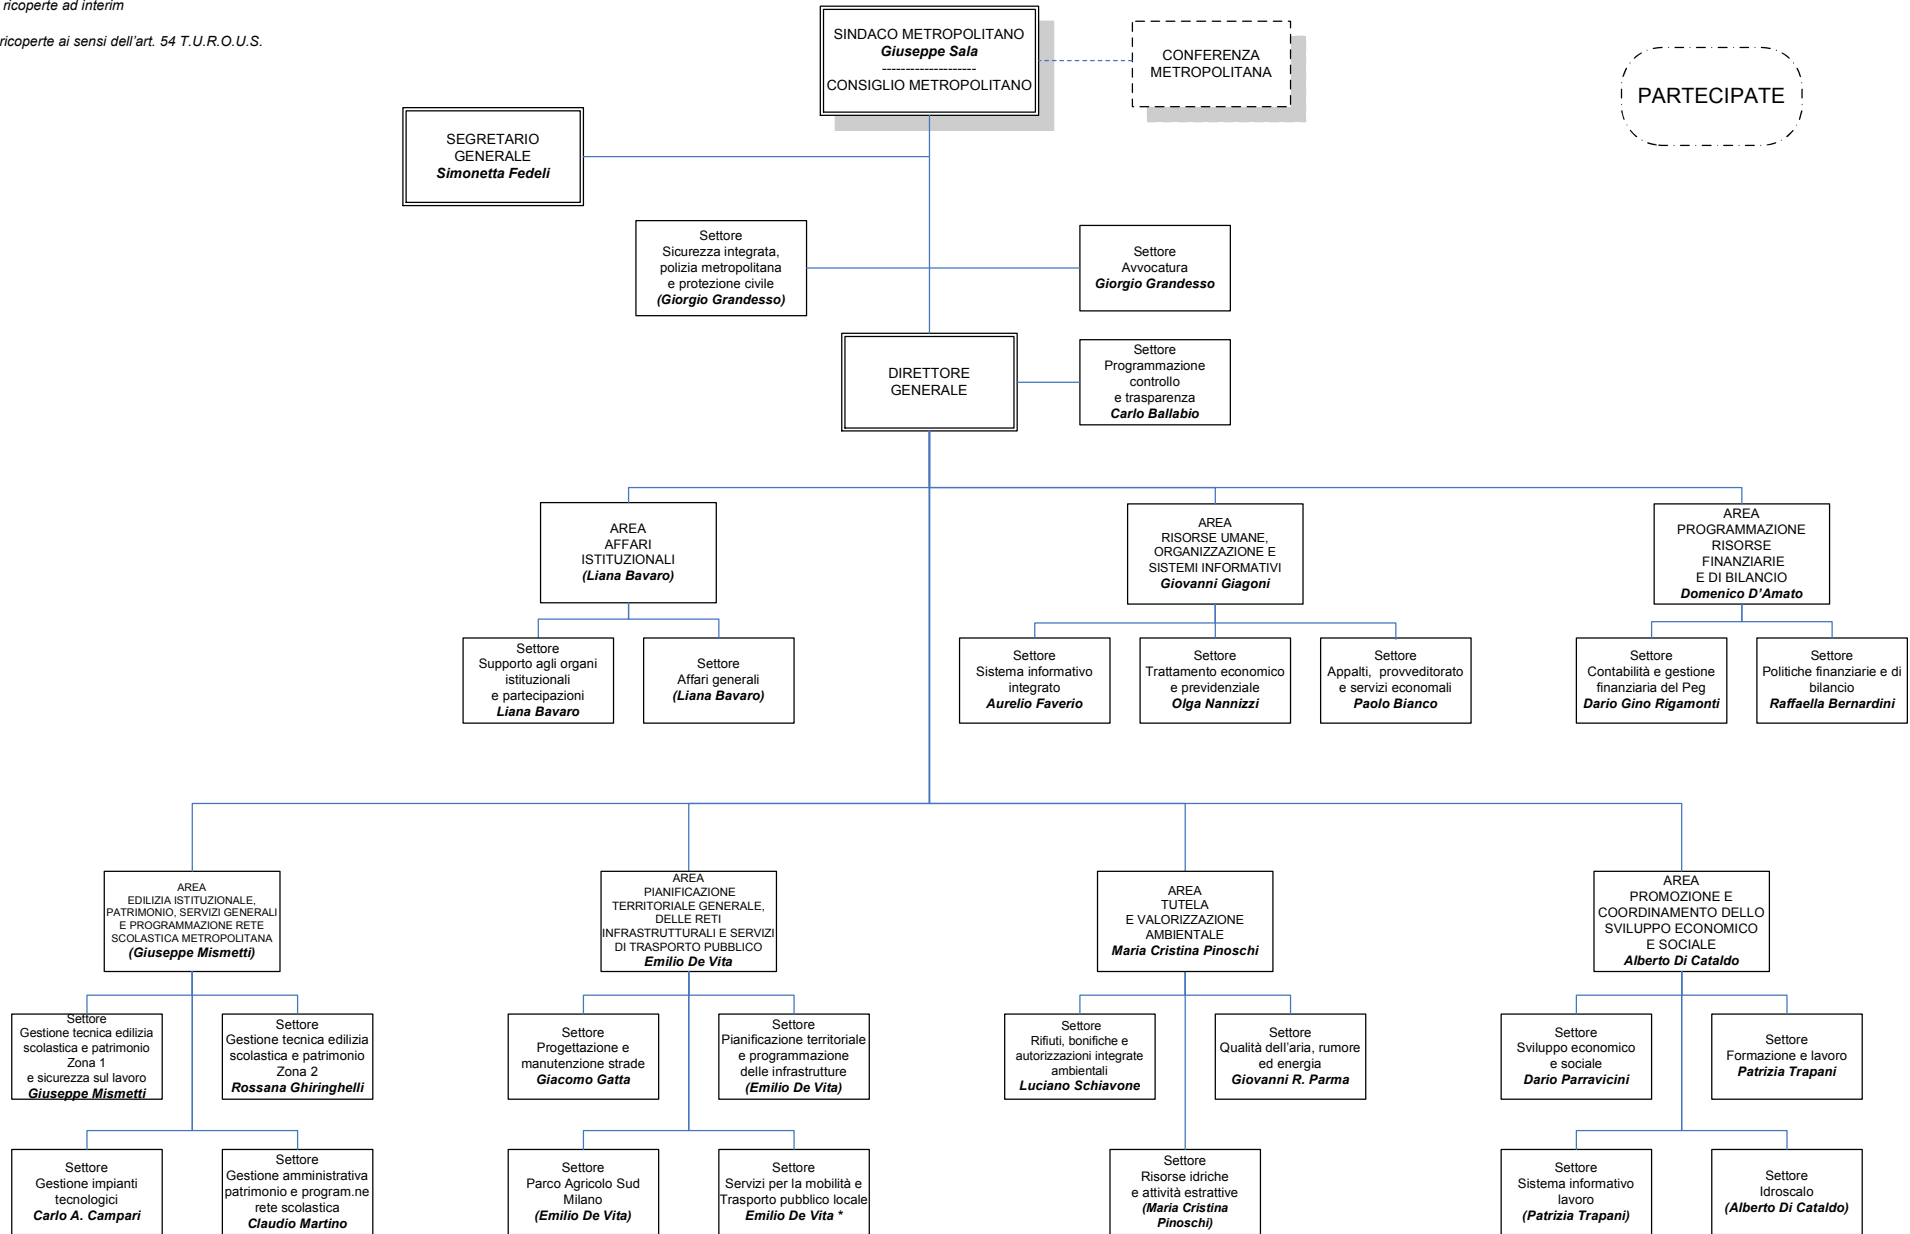 ricoperte ad interim
ricoperte ai sensi dell'art. 54 T.U.R.O.U.S.
SINDACO METROPOLITANO
Giuseppe Sala
--------------------
CONSIGLIO METROPOLITANO
CONFERENZA
METROPOLITANA
PARTECIPATE
SEGRETARIO
GENERALE
Simonetta Fedeli
Settore
Sicurezza integrata,
polizia metropolitana
e protezione civile
(Giorgio Grandesso)
Settore
Avvocatura
Giorgio Grandesso
DIRETTORE
GENERALE
Settore
Programmazione
controllo
e trasparenza
Carlo Ballabio
AREA
AFFARI
ISTITUZIONALI
(Liana Bavaro)
AREA
RISORSE UMANE,
ORGANIZZAZIONE E
SISTEMI INFORMATIVI
Giovanni Giagoni
AREA
PROGRAMMAZIONE
RISORSE
FINANZIARIE
E DI BILANCIO
Domenico D'Amato
Settore
Supporto agli organi
istituzionali
e partecipazioni
Liana Bavaro
Settore
Affari generali
(Liana Bavaro)
Settore
Sistema informativo
integrato
Aurelio Faverio
Settore
Trattamento economico
e previdenziale
Olga Nannizzi
Settore
Appalti, provveditorato
e servizi economali
Paolo Bianco
Settore
Contabilità e gestione
finanziaria del Peg
Dario Gino Rigamonti
Settore
Politiche finanziarie e di
bilancio
Raffaella Bernardini
AREA
EDILIZIA ISTITUZIONALE,
PATRIMONIO, SERVIZI GENERALI
E PROGRAMMAZIONE RETE
SCOLASTICA METROPOLITANA
(Giuseppe Mismetti)
AREA
PIANIFICAZIONE
TERRITORIALE GENERALE,
DELLE RETI
INFRASTRUTTURALI E SERVIZI
DI TRASPORTO PUBBLICO
Emilio De Vita
AREA
TUTELA
E VALORIZZAZIONE
AMBIENTALE
Maria Cristina Pinoschi
AREA
PROMOZIONE E
COORDINAMENTO DELLO
SVILUPPO ECONOMICO
E SOCIALE
Alberto Di Cataldo
Settore
Gestione tecnica edilizia
scolastica e patrimonio
Zona 1
e sicurezza sul lavoro
Giuseppe Mismetti
Settore
Gestione tecnica edilizia
scolastica e patrimonio
Zona 2
Rossana Ghiringhelli
Settore
Progettazione e
manutenzione strade
Giacomo Gatta
Settore
Pianificazione territoriale
e programmazione
delle infrastrutture
(Emilio De Vita)
Settore
Rifiuti, bonifiche e
autorizzazioni integrate
ambientali
Luciano Schiavone
Settore
Qualità dell'aria, rumore
ed energia
Giovanni R. Parma
Settore
Sviluppo economico
e sociale
Dario Parravicini
Settore
Formazione e lavoro
Patrizia Trapani
Settore
Gestione impianti
tecnologici
Carlo A. Campari
Settore
Gestione amministrativa
patrimonio e program.ne
rete scolastica
Claudio Martino
Settore
Parco Agricolo Sud
Milano
(Emilio De Vita)
Settore
Servizi per la mobilità e
Trasporto pubblico locale
Emilio De Vita *
Settore
Risorse idriche
e attività estrattive
(Maria Cristina
Pinoschi)
Settore
Sistema informativo
lavoro
(Patrizia Trapani)
Settore
Idroscalo
(Alberto Di Cataldo)